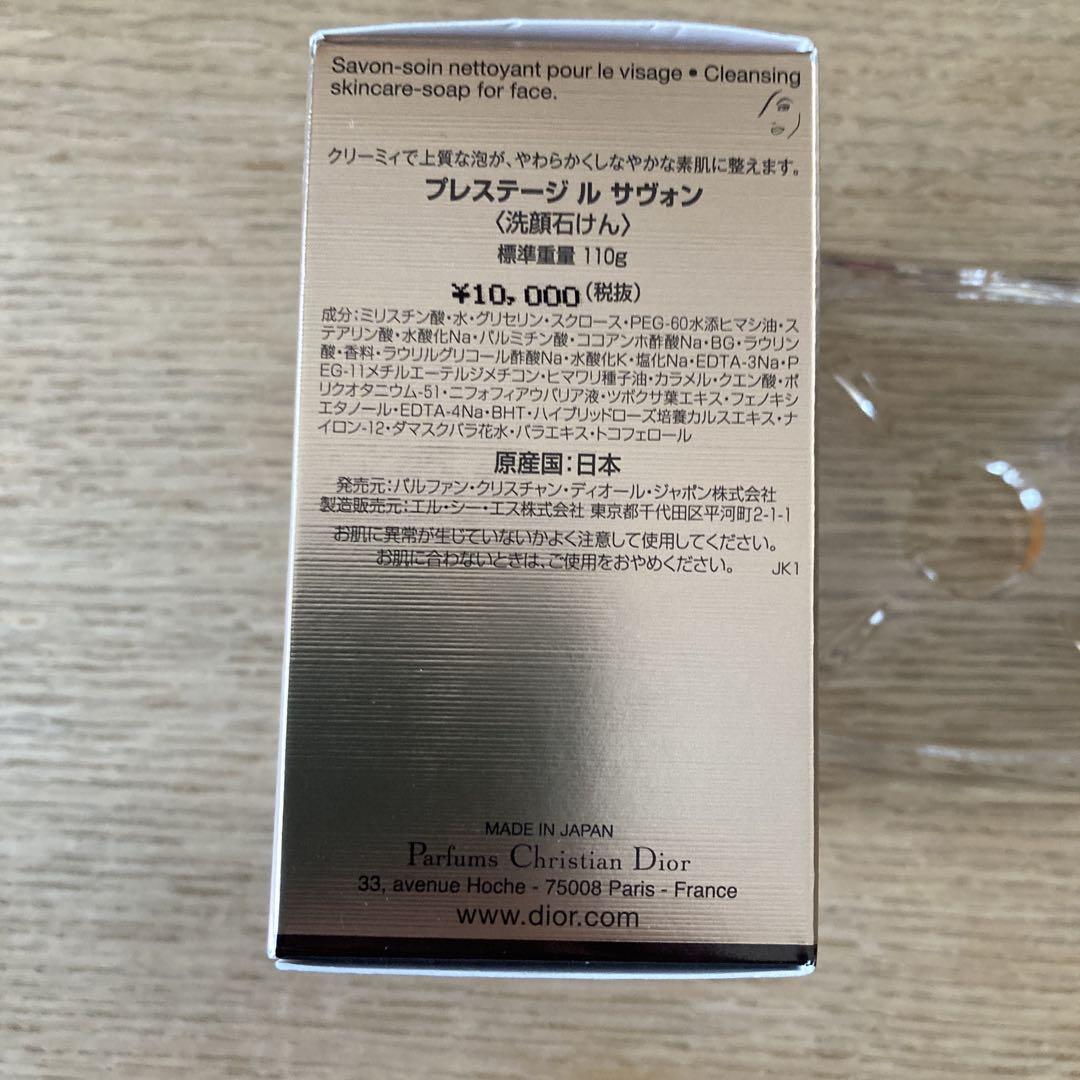 Savon-soin nettoyant pour le visage • Cleansing
skincare-soap for face.
クリーミィで上質な泡が、やわらかくしなやかな素肌に整えます。
プレステージ ル サヴォン
〈洗顔石けん〉
標準重量 110g
¥10,000(税抜)
成分:ミリスチン酸・水・グリセリン・スクロース・PEG-60水添ヒマシ油・ス
テアリン酸・水酸化Na・パルミチン酸・ココアンホ酢酸Na・BG・ラウリン
酸・香料・ラウリルグリコール酢酸Na・水酸化K・塩化Na・EDTA-3Na・P
EG-11メチルエーテルジメチコン・ヒマワリ種子油・カラメル・クエン酸・ポ
リクオタニウム-51・ニフォフィアウバリア液・ツボクサ葉エキス・フェノキシ
エタノール・EDTA-4Na・BHT・ハイブリッドローズ培養カルスエキス・ナ
イロン-12・ダマスクバラ花水・バラエキス・トコフェロール
原産国:日本
発売元:パルファン・クリスチャン・ディオール・ジャポン株式会社
製造販売元:エル・シー・エス株式会社 東京都千代田区平河町2-1-1
お肌に異常が生じていないかよく注意して使用してください。
お肌に合わないときは、ご使用をおやめください。 JK1
MADE IN JAPAN
Parfums Christian Dior
33, avenue Hoche - 75008 Paris - France
www.dior.com